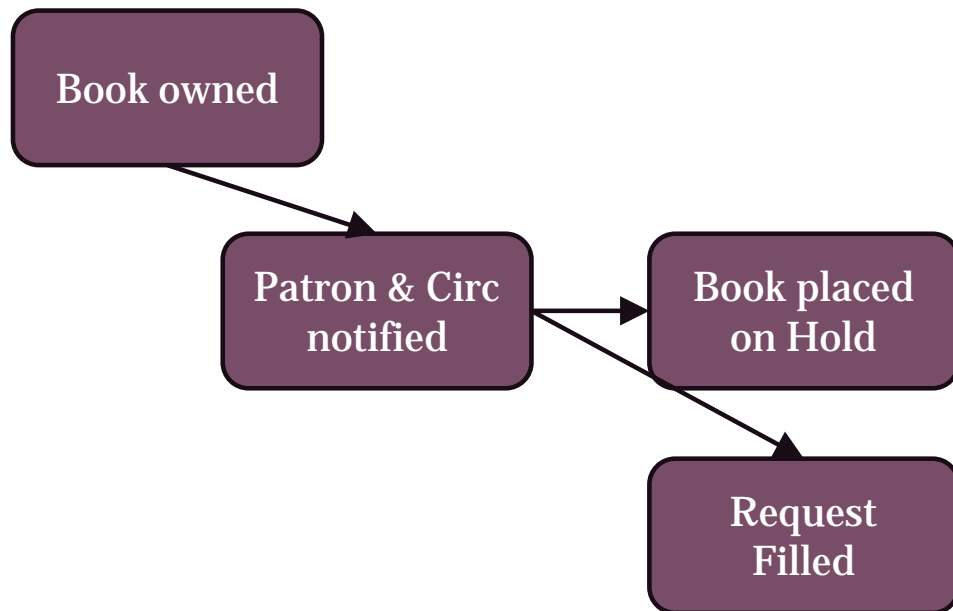 Book owned
Patron & Circ
notified
Book placed
on Hold
Request
Filled